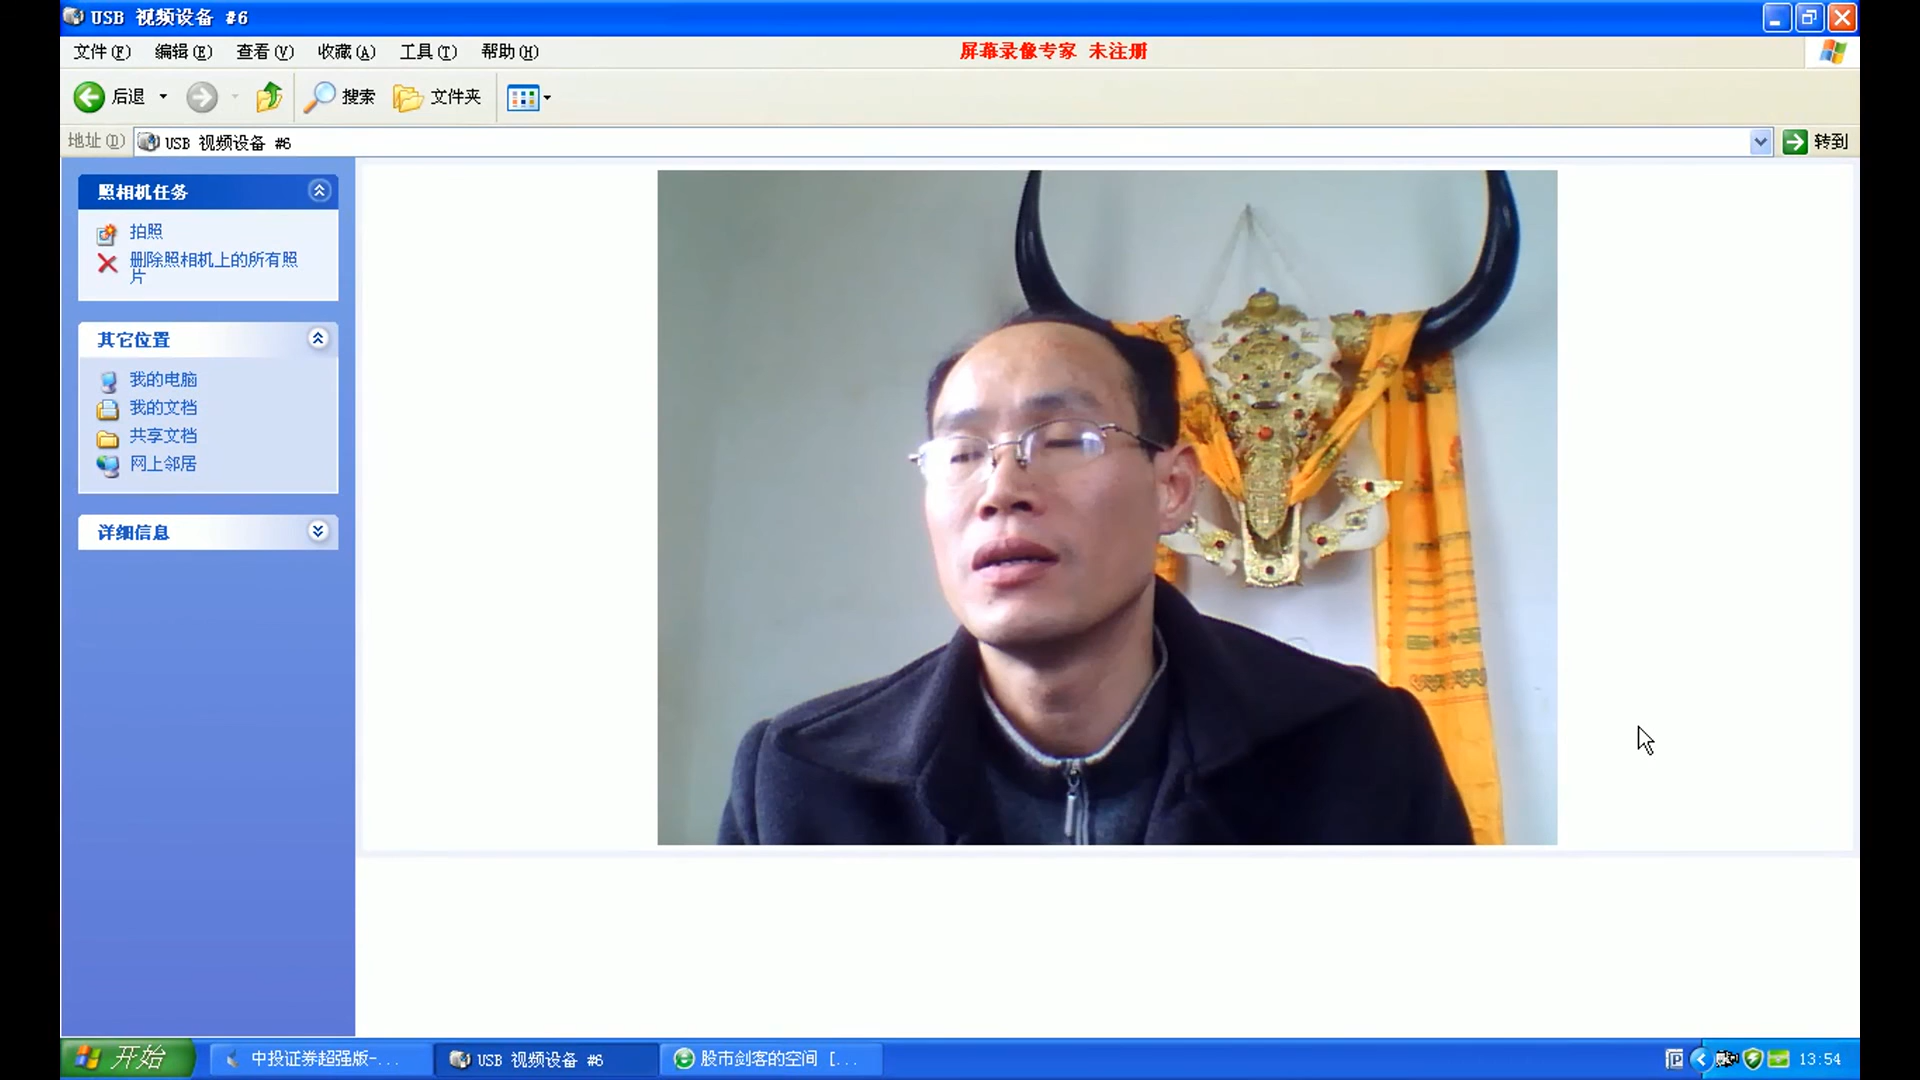 USB 视频设备 #6
文件(F) 编辑(E) 查看(V) 收藏(A) 工具(T) 帮助(H)
屏幕录像专家 未注册
后退 搜索 文件夹
地址(D) USB 视频设备 #6 转到
照相机任务
拍照
删除照相机上的所有照
片
其它位置
我的电脑
我的文档
共享文档
网上邻居
详细信息
开始 中投证券超强版-... USB 视频设备 #6 股市剑客的空间 [... 13:54